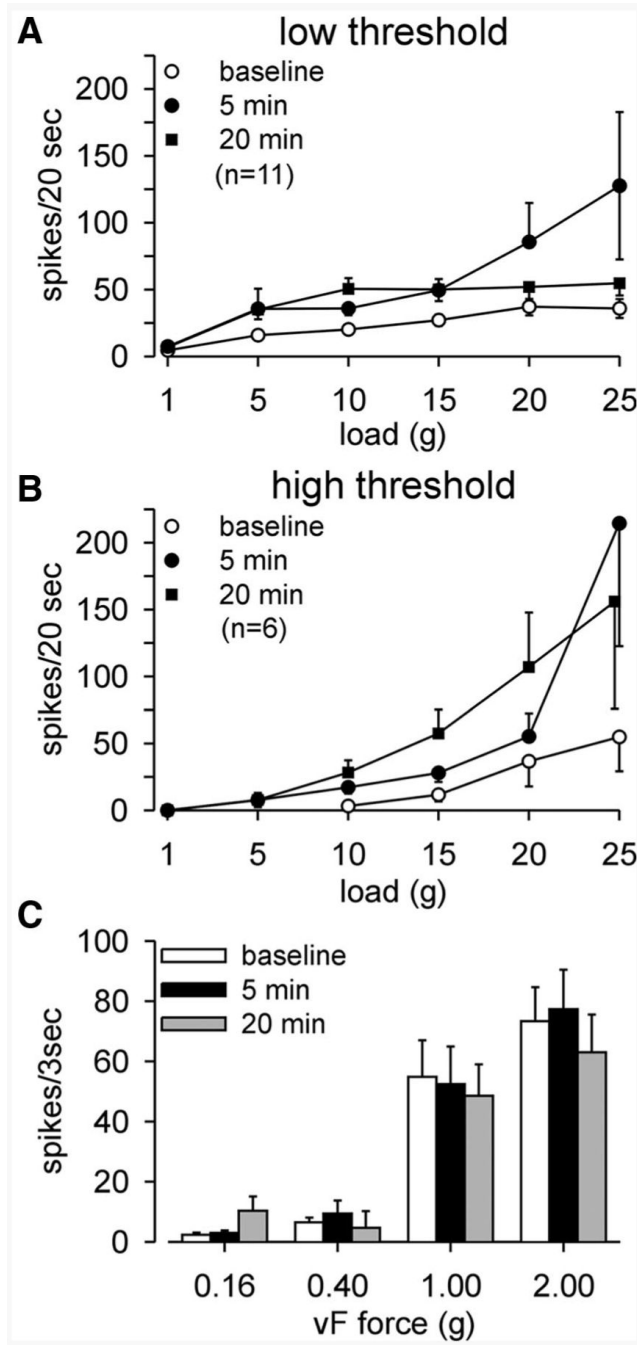 A
low threshold
baseline
5 min
20 min
(n=11)
spikes/20 sec
200
150
100
50
0
1 5 10 15 20 25
load (g)
B
high threshold
baseline
5 min
20 min
(n=6)
spikes/20 sec
200
150
100
50
0
1 5 10 15 20 25
load (g)
C
baseline
5 min
20 min
spikes/3sec
100
80
60
40
20
0
0.16 0.40 1.00 2.00
vF force (g)